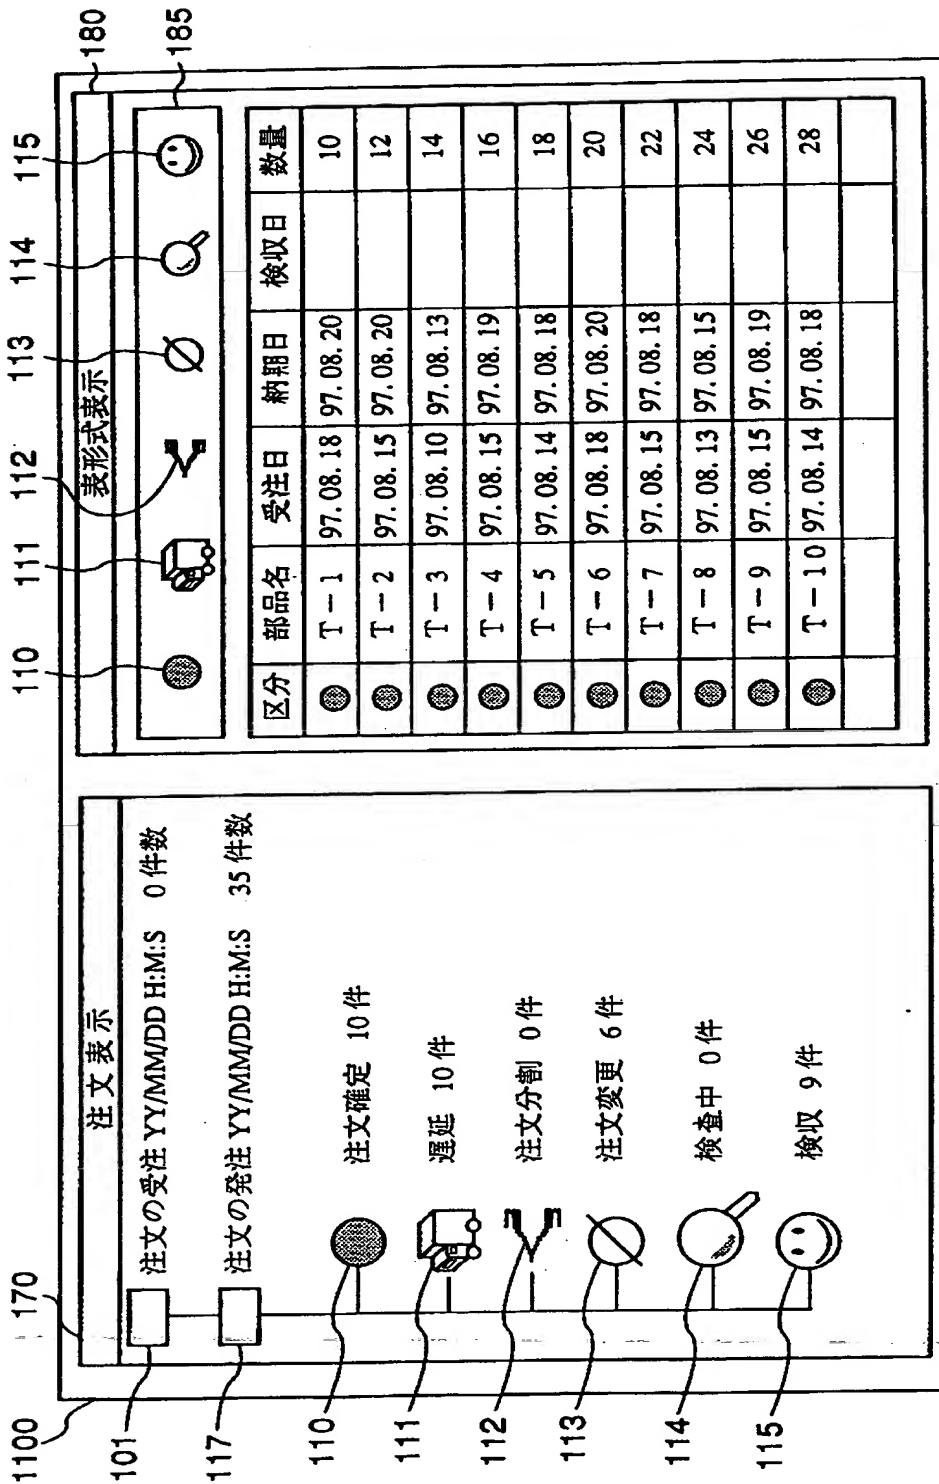 1100
170
注文表示
101
注文の受注 YY/MM/DD H:M:S 0件数
117
注文の発注 YY/MM/DD H:M:S 35件数
110
注文確定 10件
111
遅延 10件
112
注文分割 0件
113
注文変更 6件
114
検査中 0件
115
検収 9件
110 111 112 113 114 115
180
表形式表示
185
区分 部品名 受注日 納期日 検収日 数量
T－1 97.08.18 97.08.20 10
T－2 97.08.15 97.08.20 12
T－3 97.08.10 97.08.13 14
T－4 97.08.15 97.08.19 16
T－5 97.08.14 97.08.18 18
T－6 97.08.18 97.08.20 20
T－7 97.08.15 97.08.18 22
T－8 97.08.13 97.08.15 24
T－9 97.08.15 97.08.19 26
T－10 97.08.14 97.08.18 28